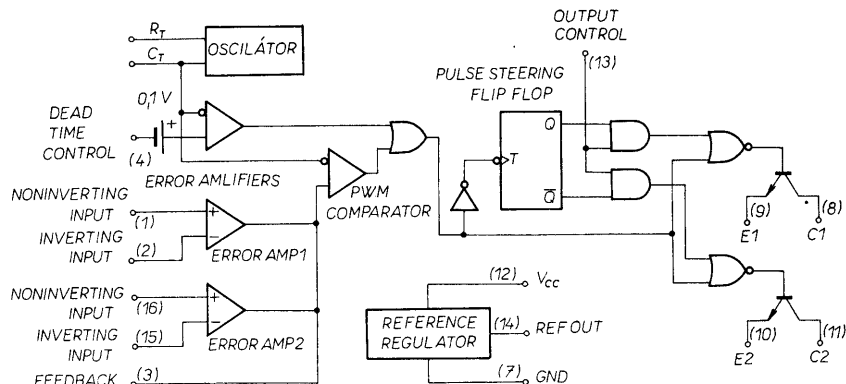 OUTPUT
CONTROL
(13)
R_T
C_T
OSCILÁTOR
PULSE STEERING
FLIP FLOP
0,1 V
+
DEAD
TIME
CONTROL
(4)
Q
T
Q̅
ERROR AMLIFIERS
PWM
COMPARATOR
NONINVERTING
INPUT
(1)
+
INVERTING
INPUT
(2)
−
ERROR AMP1
(9)
(8)
E1
C1
NONINVERTING
INPUT
(16)
+
INVERTING
INPUT
(15)
−
ERROR AMP2
(12)
Vcc
REFERENCE
REGULATOR
(14)
REF OUT
(10)
(11)
E2
C2
FEEDBACK
(3)
(7)
GND